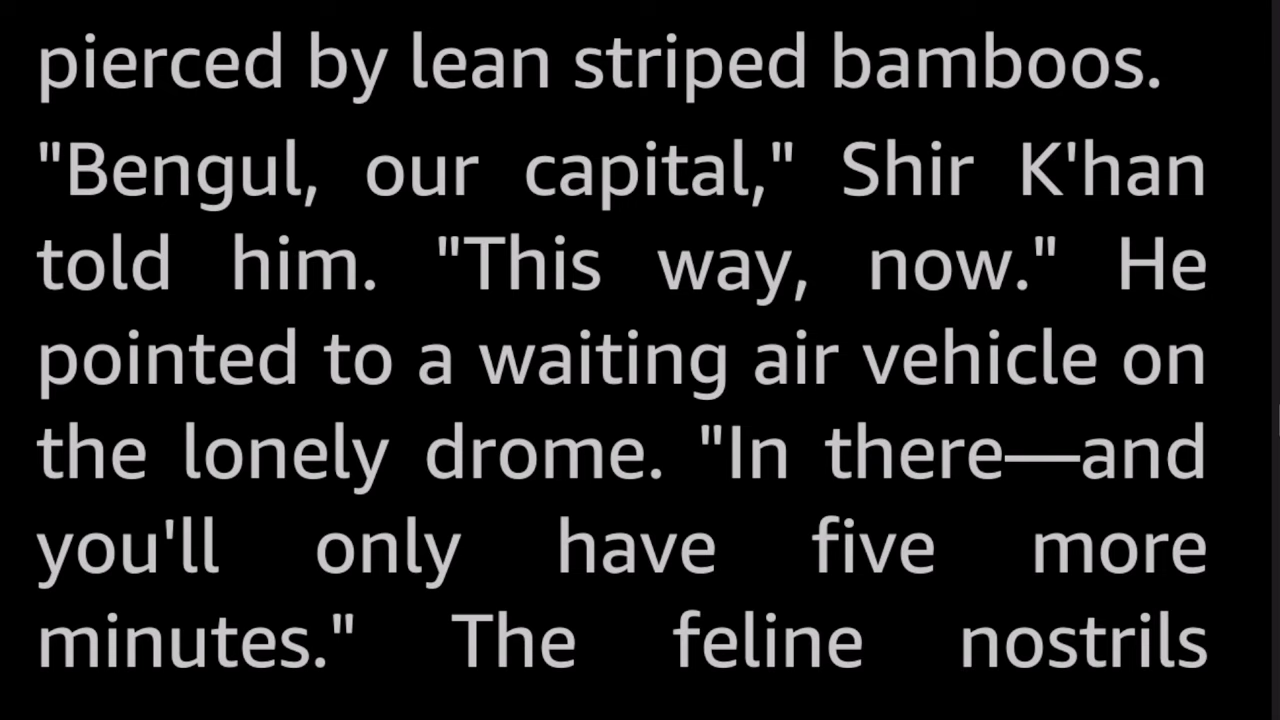 pierced by lean striped bamboos.
"Bengul, our capital," Shir K'han
told him. "This way, now." He
pointed to a waiting air vehicle on
the lonely drome. "In there—and
you'll only have five more
minutes." The feline nostrils